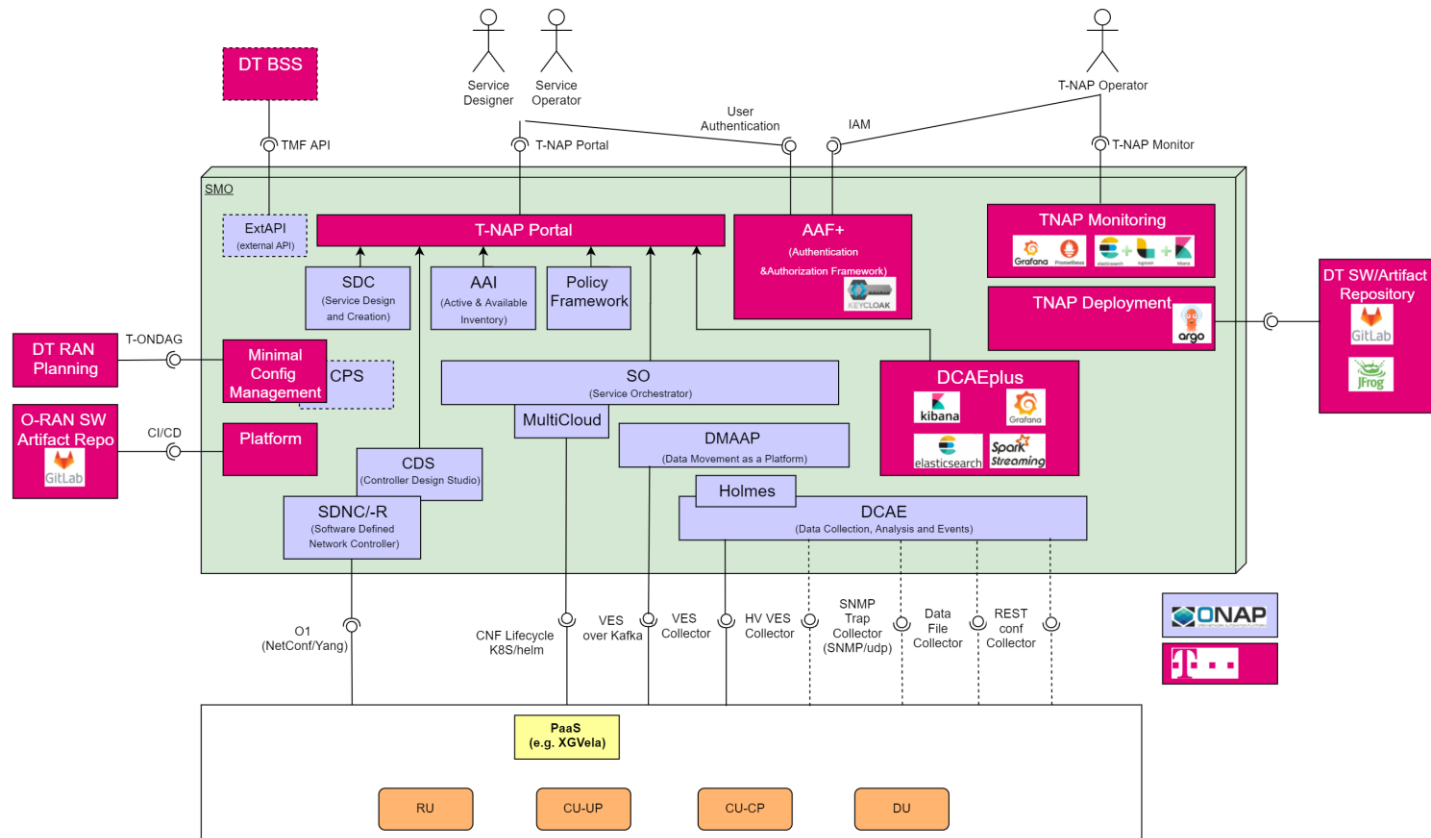 DT BSS
Service
Designer
Service
Operator
T-NAP Operator
User
Authentication
IAM
TMF API
T-NAP Portal
T-NAP Monitor
SMO
ExtAPI
(external API)
T-NAP Portal
AAF+
(Authentication
&Authorization Framework)
KEYCLOAK
TNAP Monitoring
Grafana
Prometheus
elasticsearch
logstash
kibana
SDC
(Service Design
and Creation)
AAI
(Active & Available
Inventory)
Policy
Framework
TNAP Deployment
argo
DT SW/Artifact
Repository
GitLab
JFrog
T-ONDAG
DT RAN
Planning
Minimal
Config
Management
CPS
SO
(Service Orchestrator)
MultiCloud
DCAEplus
kibana
Grafana
elasticsearch
Spark
Streaming
O-RAN SW
Artifact Repo
GitLab
CI/CD
Platform
DMAAP
(Data Movement as a Platform)
CDS
(Controller Design Studio)
Holmes
SDNC/-R
(Software Defined
Network Controller)
DCAE
(Data Collection, Analysis and Events)
O1
(NetConf/Yang)
CNF Lifecycle
K8S/helm
VES
over Kafka
VES
Collector
HV VES
Collector
SNMP
Trap
Collector
(SNMP/udp)
Data
File
Collector
REST
conf
Collector
ONAP
T
PaaS
(e.g. XGVela)
RU
CU-UP
CU-CP
DU